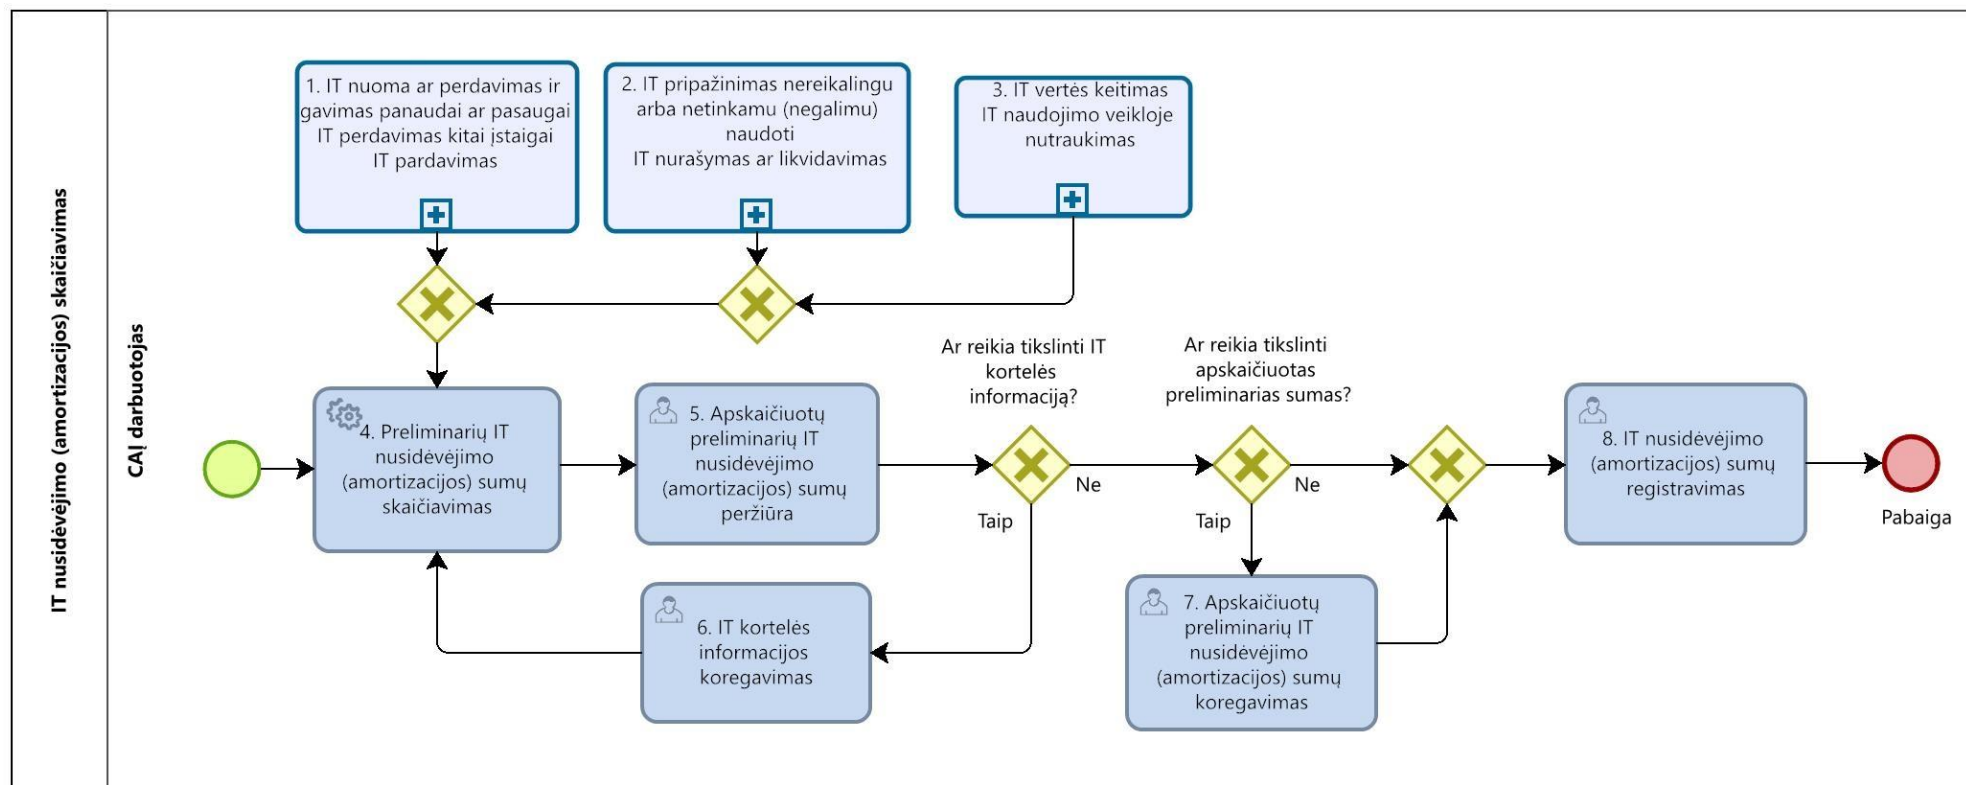 IT nusidėvėjimo (amortizacijos) skaičiavimas
CAĮ darbuotojas
1. IT nuoma ar perdavimas ir
gavimas panaudai ar pasaugai
IT perdavimas kitai įstaigai
IT pardavimas
2. IT pripažinimas nereikalingu
arba netinkamu (negalimu)
naudoti
IT nurašymas ar likvidavimas
3. IT vertės keitimas
IT naudojimo veikloje
nutraukimas
4. Preliminarių IT
nusidėvėjimo
(amortizacijos) sumų
skaičiavimas
5. Apskaičiuotų
preliminarių IT
nusidėvėjimo
(amortizacijos) sumų
peržiūra
Ar reikia tikslinti IT
kortelės
informaciją?
Ne
Taip
6. IT kortelės
informacijos
koregavimas
Ar reikia tikslinti
apskaičiuotas
preliminarias sumas?
Ne
Taip
7. Apskaičiuotų
preliminarių IT
nusidėvėjimo
(amortizacijos) sumų
koregavimas
8. IT nusidėvėjimo
(amortizacijos) sumų
registravimas
Pabaiga